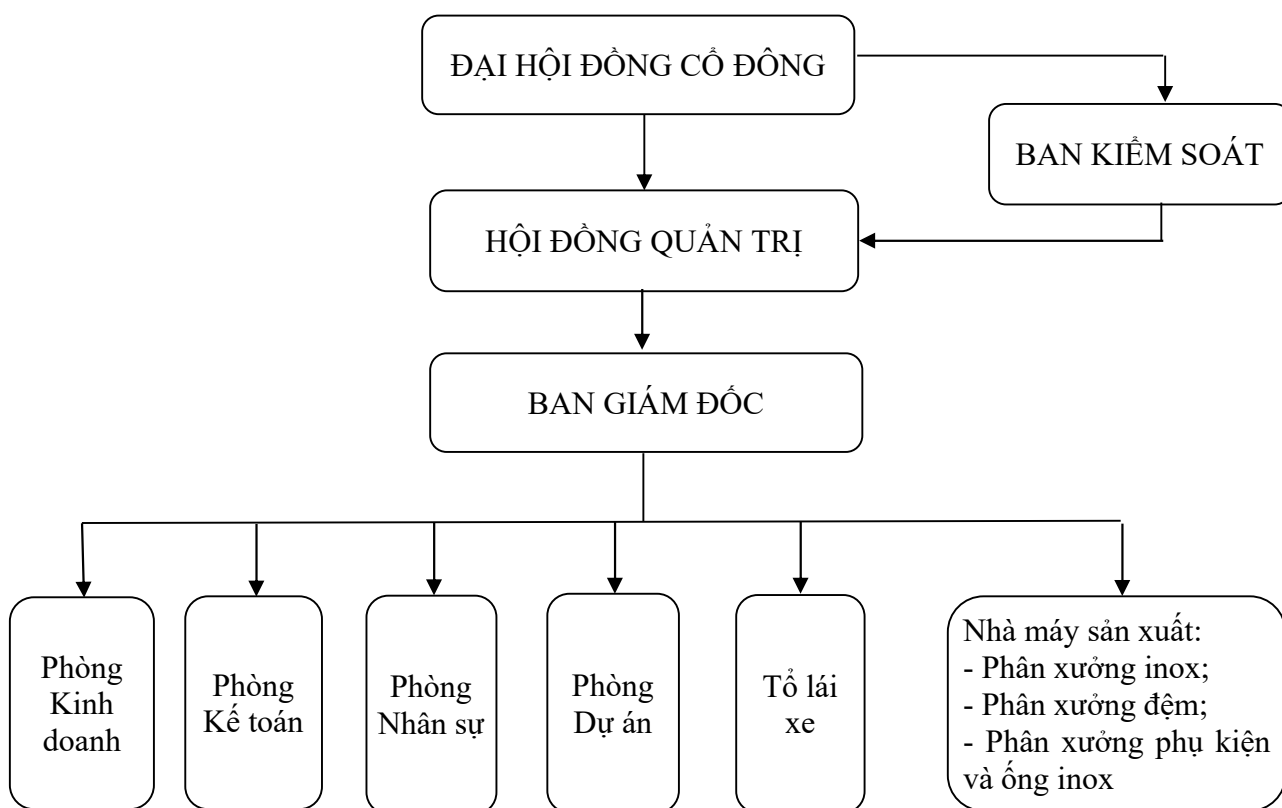 ĐẠI HỘI ĐỒNG CỔ ĐÔNG
BAN KIỂM SOÁT
HỘI ĐỒNG QUẢN TRỊ
BAN GIÁM ĐỐC
Phòng
Kinh
doanh
Phòng
Kế toán
Phòng
Nhân sự
Phòng
Dự án
Tổ lái
xe
Nhà máy sản xuất:
- Phân xưởng inox;
- Phân xưởng đệm;
- Phân xưởng phụ kiện
và ống inox